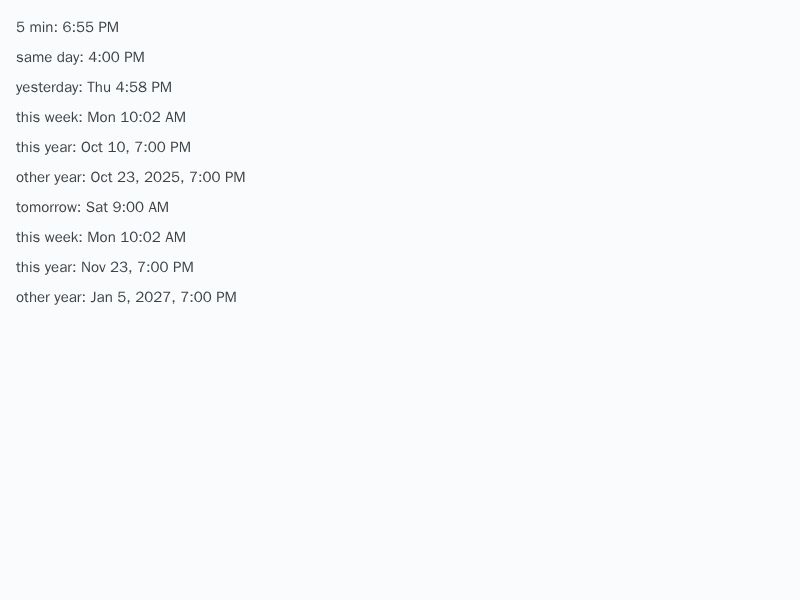 5 min: 6:55 PM
same day: 4:00 PM
yesterday: Thu 4:58 PM
this week: Mon 10:02 AM
this year: Oct 10, 7:00 PM
other year: Oct 23, 2025, 7:00 PM
tomorrow: Sat 9:00 AM
this week: Mon 10:02 AM
this year: Nov 23, 7:00 PM
other year: Jan 5, 2027, 7:00 PM